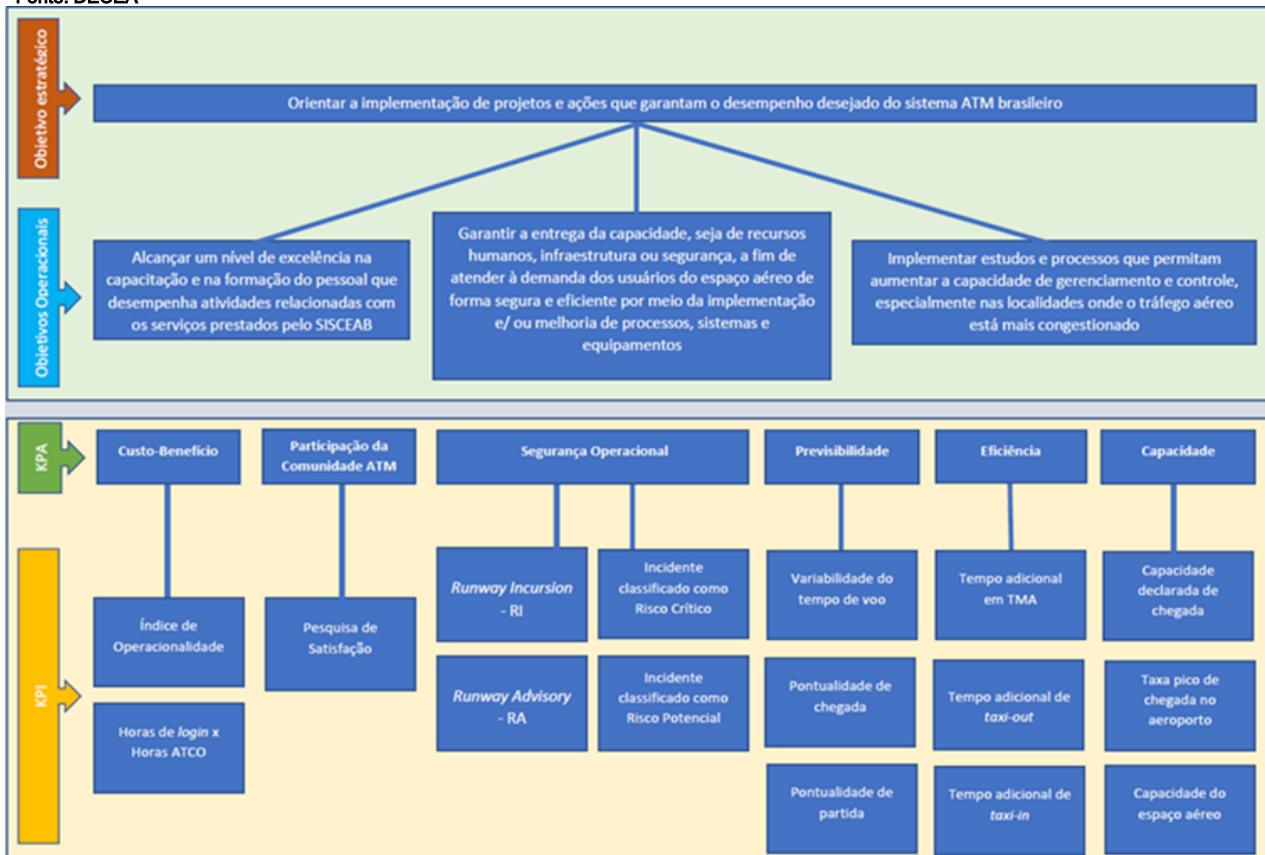 Fonte: DECEA
Objetivo estratégico
Orientar a implementação de projetos e ações que garantam o desempenho desejado do sistema ATM brasileiro
Objetivos Operacionais
Alcançar um nível de excelência na
capacitação e na formação do pessoal que
desempenha atividades relacionadas com
os serviços prestados pelo SISCEAB
Garantir a entrega da capacidade, seja de recursos
humanos, infraestrutura ou segurança, a fim de
atender à demanda dos usuários do espaço aéreo de
forma segura e eficiente por meio da implementação
e/ ou melhoria de processos, sistemas e
equipamentos
Implementar estudos e processos que permitam
aumentar a capacidade de gerenciamento e controle,
especialmente nas localidades onde o tráfego aéreo
está mais congestionado
KPA
Custo-Benefício
Participação da
Comunidade ATM
Segurança Operacional
Previsibilidade
Eficiência
Capacidade
KPI
Índice de
Operacionalidade
Horas de login x
Horas ATCO
Pesquisa de
Satisfação
Runway Incursion
- RI
Runway Advisory
- RA
Incidente
classificado como
Risco Crítico
Incidente
classificado como
Risco Potencial
Variabilidade do
tempo de voo
Pontualidade de
chegada
Pontualidade de
partida
Tempo adicional
em TMA
Tempo adicional de
taxi-out
Tempo adicional de
taxi-in
Capacidade
declarada de
chegada
Taxa pico de
chegada no
aeroporto
Capacidade do
espaço aéreo